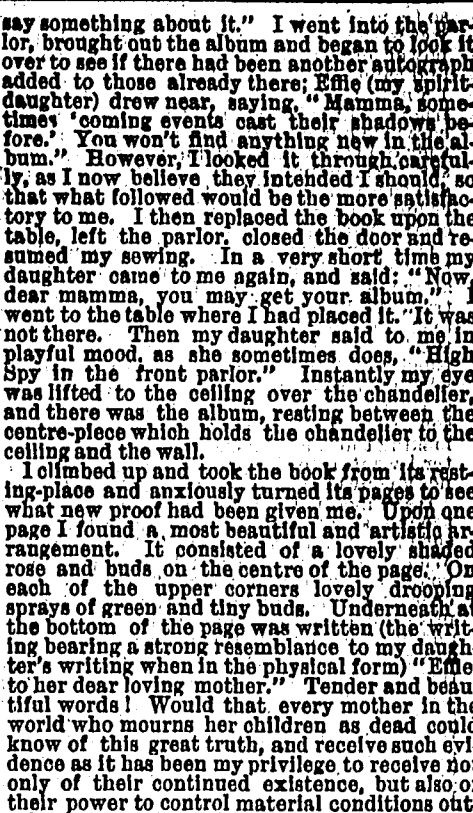 say something about it." I went into the par-
lor, brought out the album and began to look it
over to see if there had been another autograph
added to those already there; Effie (my spirit-
daughter) drew near, saying, "Mamma, some-
times 'coming events cast their shadows be-
fore.' You won't find anything new in the al-
bum." However, I looked it through careful-
ly, as I now believe they intended I should, so
that what followed would be the more satisfac-
tory to me. I then replaced the book upon the
table, left the parlor, closed the door and re-
sumed my sewing. In a very short time my
daughter came to me again, and said: "Now,
dear mamma, you may get your album." I
went to the table where I had placed it. It was
not there. Then my daughter said to me in
playful mood, as she sometimes does, "High
Spy in the front parlor." Instantly my eye
was lifted to the ceiling over the chandelier,
and there was the album, resting between the
centre-piece which holds the chandelier to the
ceiling and the wall.
I climbed up and took the book from its rest-
ing-place and anxiously turned its pages to see
what new proof had been given me. Upon one
page I found a most beautiful and artistic ar-
rangement. It consisted of a lovely shaded
rose and buds on the centre of the page. On
each of the upper corners lovely drooping
sprays of green and tiny buds. Underneath at
the bottom of the page was written (the writ-
ing bearing a strong resemblance to my daugh-
ter's writing when in the physical form) "Effie
to her dear loving mother." Tender and beau
tiful words! Would that every mother in the
world who mourns her children as dead could
know of this great truth, and receive such evi
dence as it has been my privilege to receive no
only of their continued existence, but also o
their power to control material conditions out